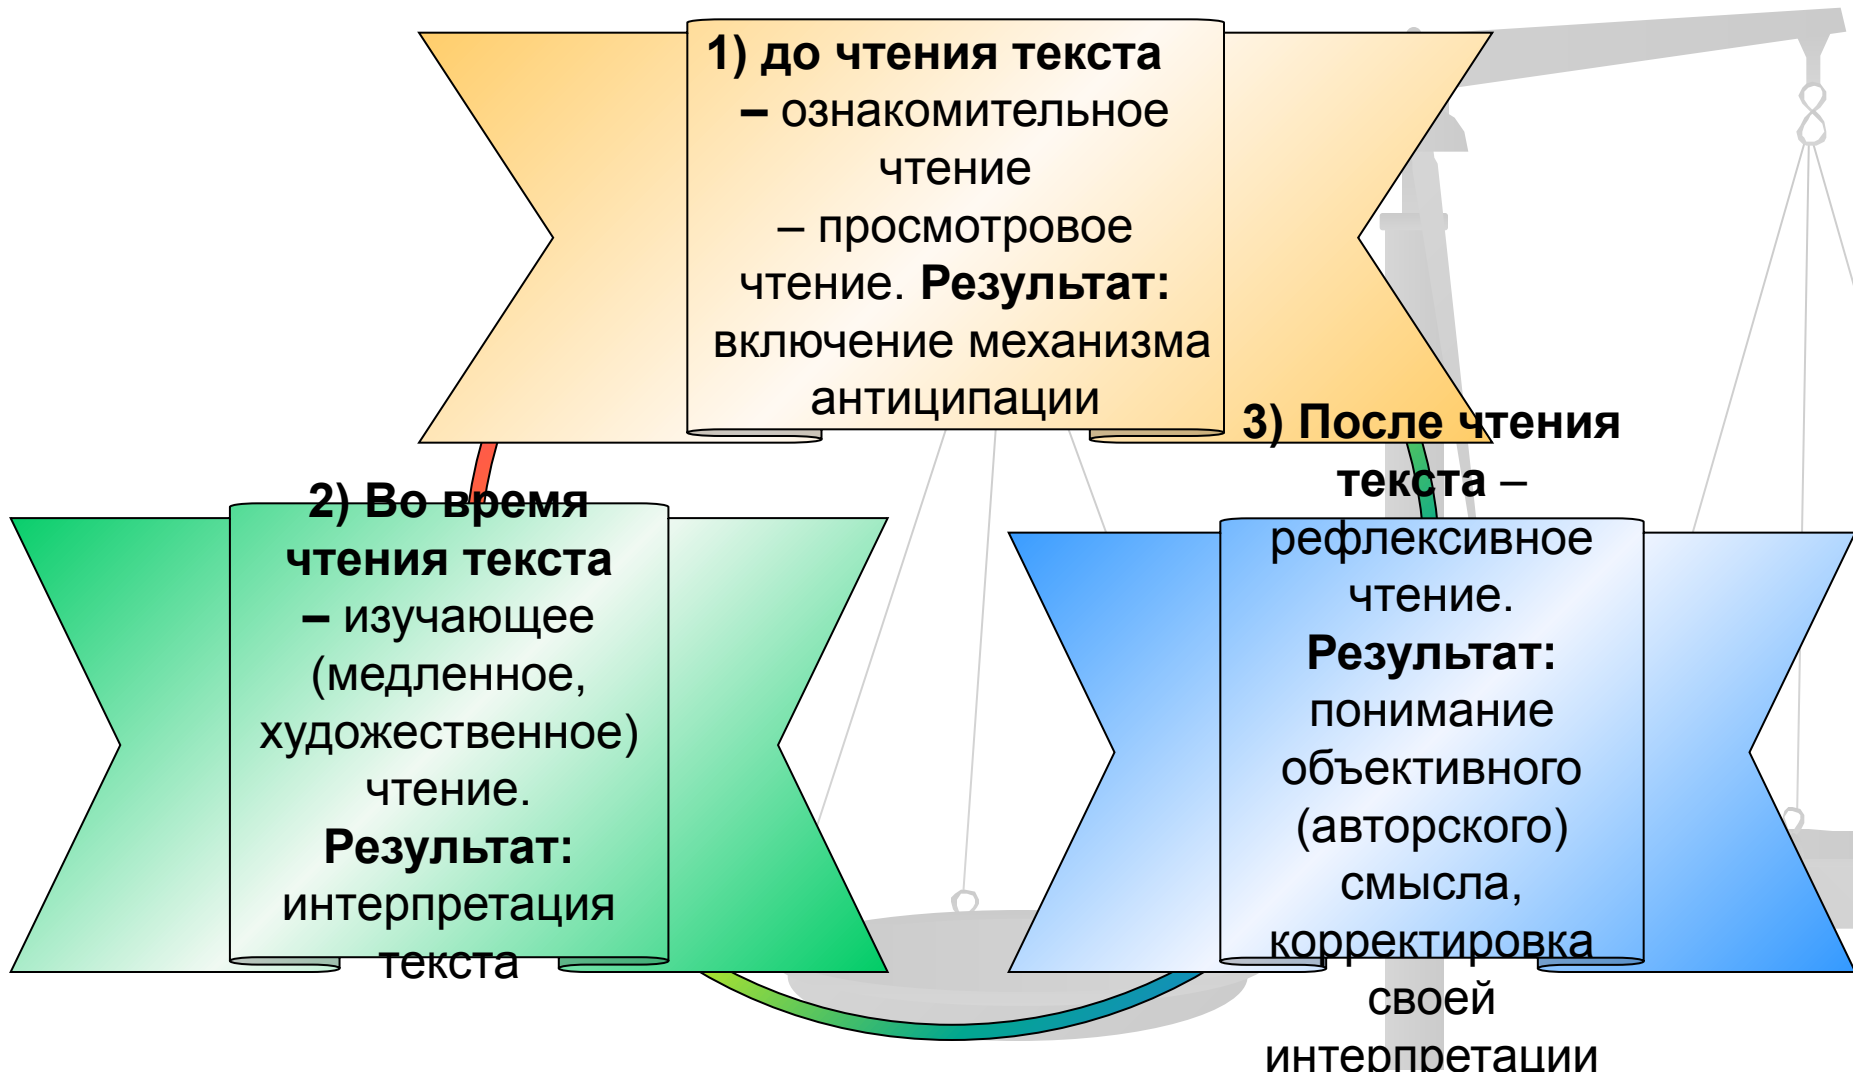 1) до чтения текста
– ознакомительное
чтение
– просмотровое
чтение. Результат:
включение механизма
антиципации
2) Во время
чтения текста
– изучающее
(медленное,
художественное)
чтение.
Результат:
интерпретация
текста
3) После чтения
текста –
рефлексивное
чтение.
Результат:
понимание
объективного
(авторского)
смысла,
корректировка
своей
интерпретации